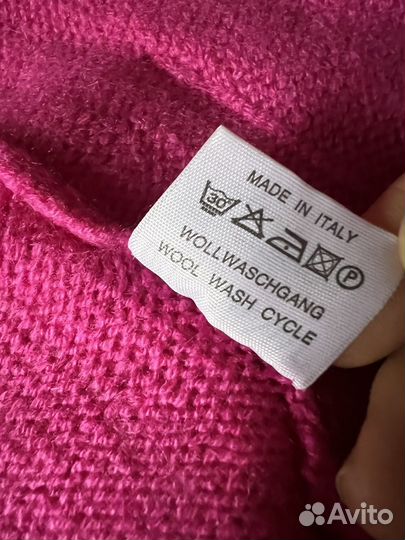 MADE IN ITALY
30
P
WOLLWASCHGANG
WOOL WASH CYCLE
Avito